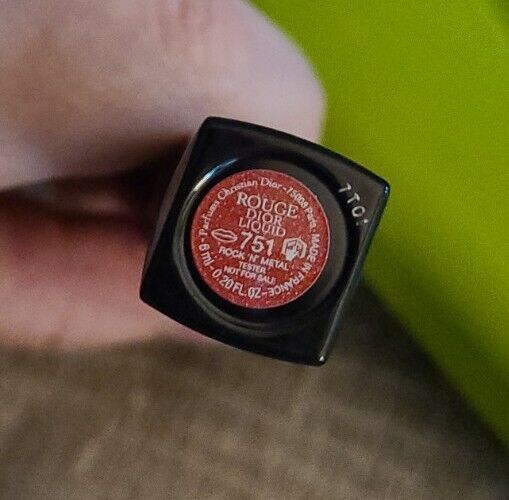 Parfums Christian Dior - 75008 Paris
MADE IN FRANCE
ROUGE
DIOR
LIQUID
751
ROCK 'N' METAL
TESTER
NOT FOR SALE
6 ml - 0.20 FL. OZ.
7T01